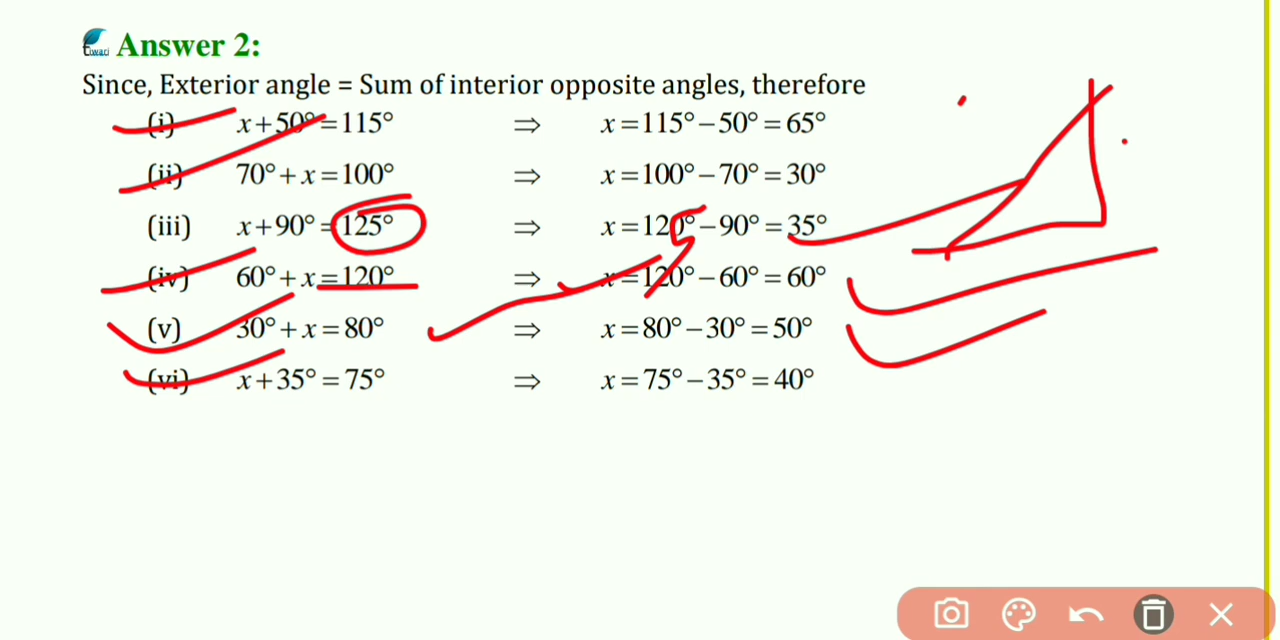 Tiwari Answer 2:
Since, Exterior angle = Sum of interior opposite angles, therefore
(i) x+50°=115° ⇒ x=115°−50°=65°
(ii) 70°+x=100° ⇒ x=100°−70°=30°
(iii) x+90°=125° ⇒ x=120°−90°=35°
(iv) 60°+x=120° ⇒ x=120°−60°=60°
(v) 30°+x=80° ⇒ x=80°−30°=50°
(vi) x+35°=75° ⇒ x=75°−35°=40°